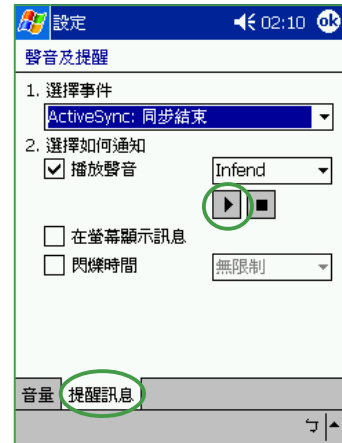 設定 02:10 ok
聲音及提醒
1. 選擇事件
ActiveSync: 同步結束
2. 選擇如何通知
播放聲音 Infend
在螢幕顯示訊息
閃爍時間 無限制
音量 提醒訊息
ㄅ